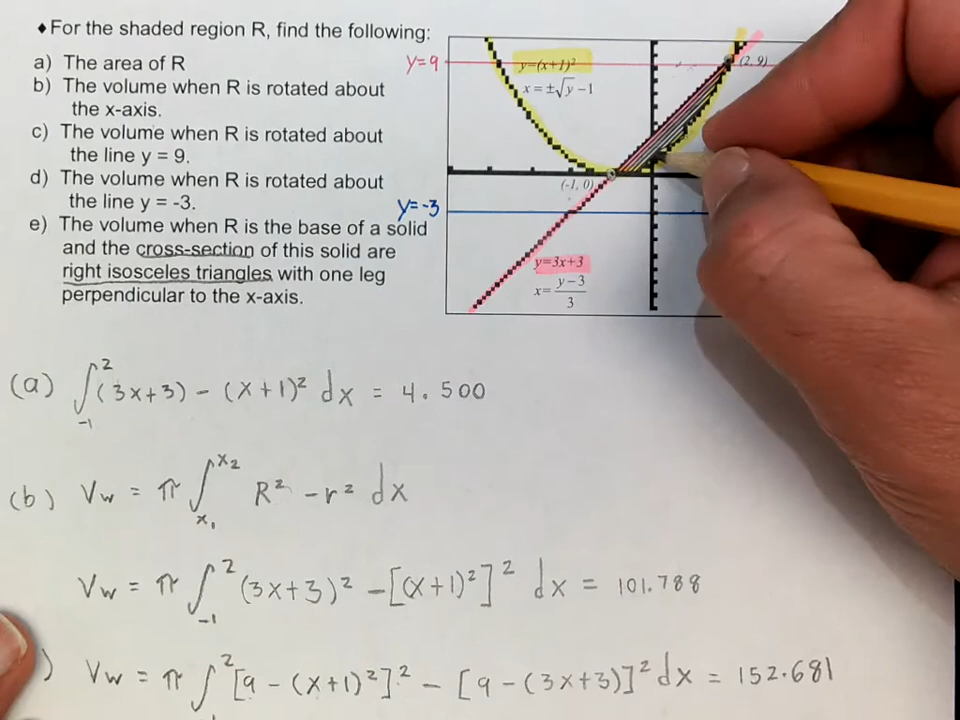 ♦For the shaded region R, find the following:
a) The area of R
b) The volume when R is rotated about
the x-axis.
c) The volume when R is rotated about
the line y = 9.
d) The volume when R is rotated about
the line y = -3.
e) The volume when R is the base of a solid
and the cross-section of this solid are
right isosceles triangles with one leg
perpendicular to the x-axis.
y=9
y=(x+1)²
x=±√y−1
(2, 9)
(-1, 0)
y=-3
y=3x+3
x=(y−3)/3
(a) ∫₋₁² (3x+3) − (x+1)² dx = 4.500
(b) Vw = π ∫x₁^x₂ R² − r² dx
Vw = π ∫₋₁² (3x+3)² − [(x+1)²]² dx = 101.788
) Vw = π ∫² [9 − (x+1)²]² − [9 − (3x+3)]² dx = 152.681